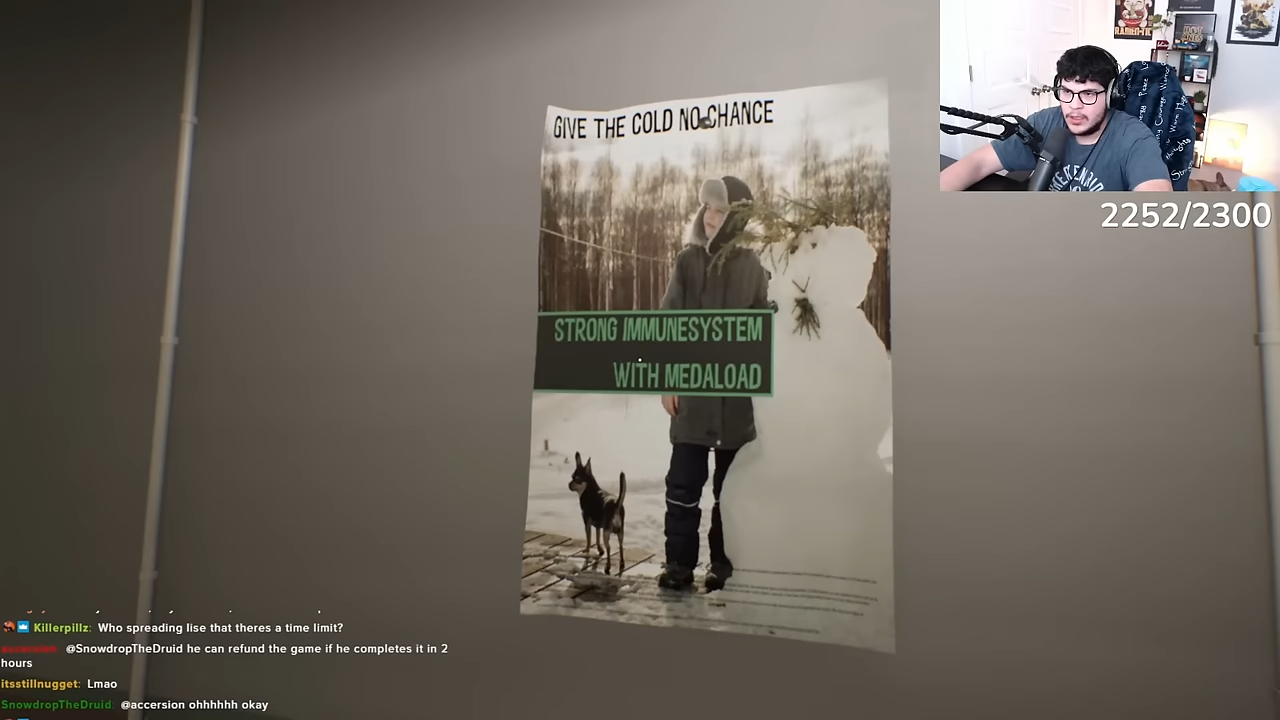 GIVE THE COLD NO CHANCE
STRONG IMMUNESYSTEM
WITH MEDALOAD
2252/2300
Killerpillz: Who spreading lise that theres a time limit?
accersion: @SnowdropTheDruid he can refund the game if he completes it in 2
hours
itsstillnugget: Lmao
SnowdropTheDruid: @accersion ohhhhhh okay